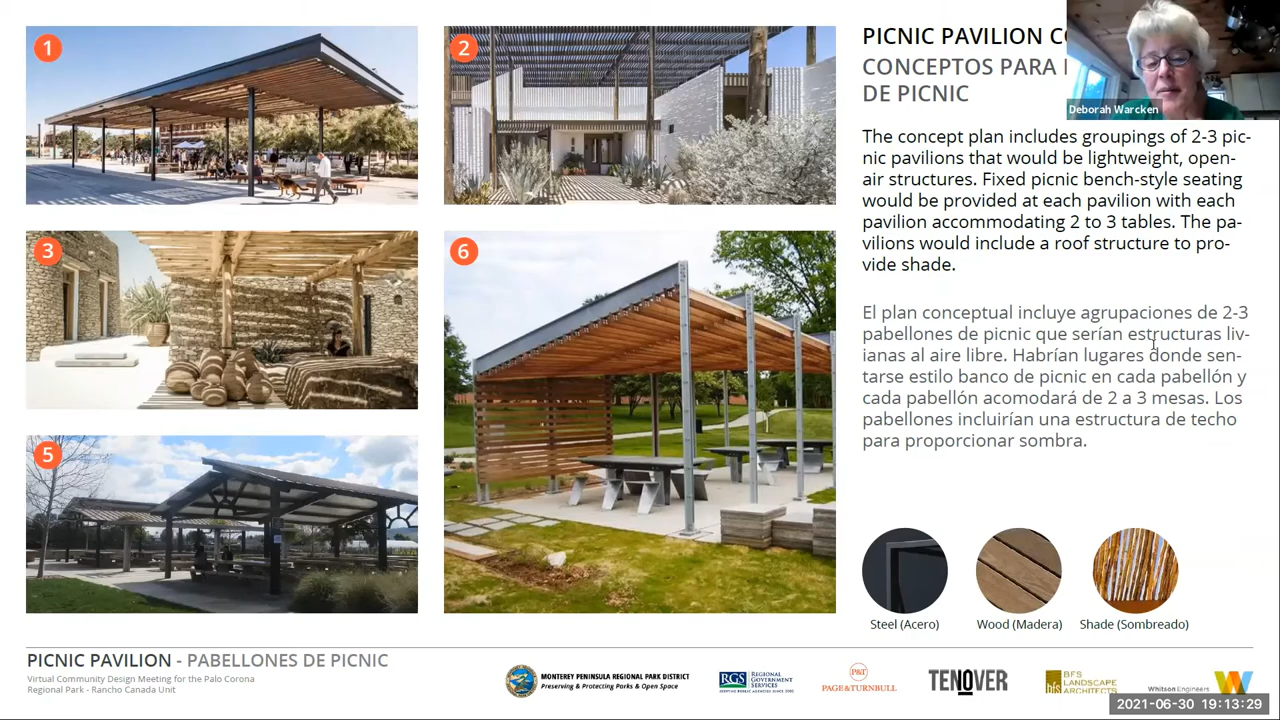 1
2
3
5
6
PICNIC PAVILION
CONCEPTOS PARA
DE PICNIC
Deborah Warcken
The concept plan includes groupings of 2-3 pic-
nic pavilions that would be lightweight, open-
air structures. Fixed picnic bench-style seating
would be provided at each pavilion with each
pavilion accommodating 2 to 3 tables. The pa-
vilions would include a roof structure to pro-
vide shade.
El plan conceptual incluye agrupaciones de 2-3
pabellones de picnic que serían estructuras liv-
ianas al aire libre. Habrían lugares donde sen-
tarse estilo banco de picnic en cada pabellón y
cada pabellón acomodará de 2 a 3 mesas. Los
pabellones incluirían una estructura de techo
para proporcionar sombra.
Steel (Acero)
Wood (Madera)
Shade (Sombreado)
PICNIC PAVILION - PABELLONES DE PICNIC
Virtual Community Design Meeting for the Palo Corona
Regional Park - Rancho Canada Unit
MONTEREY PENINSULA REGIONAL PARK DISTRICT
Preserving & Protecting Parks & Open Space
RGS
REGIONAL
GOVERNMENT
SERVICES
P&T
PAGE & TURNBULL
TENOVER
bfs
BFS
LANDSCAPE
ARCHITECTS
Whitson Engineers
2021-06-30 19:13:29